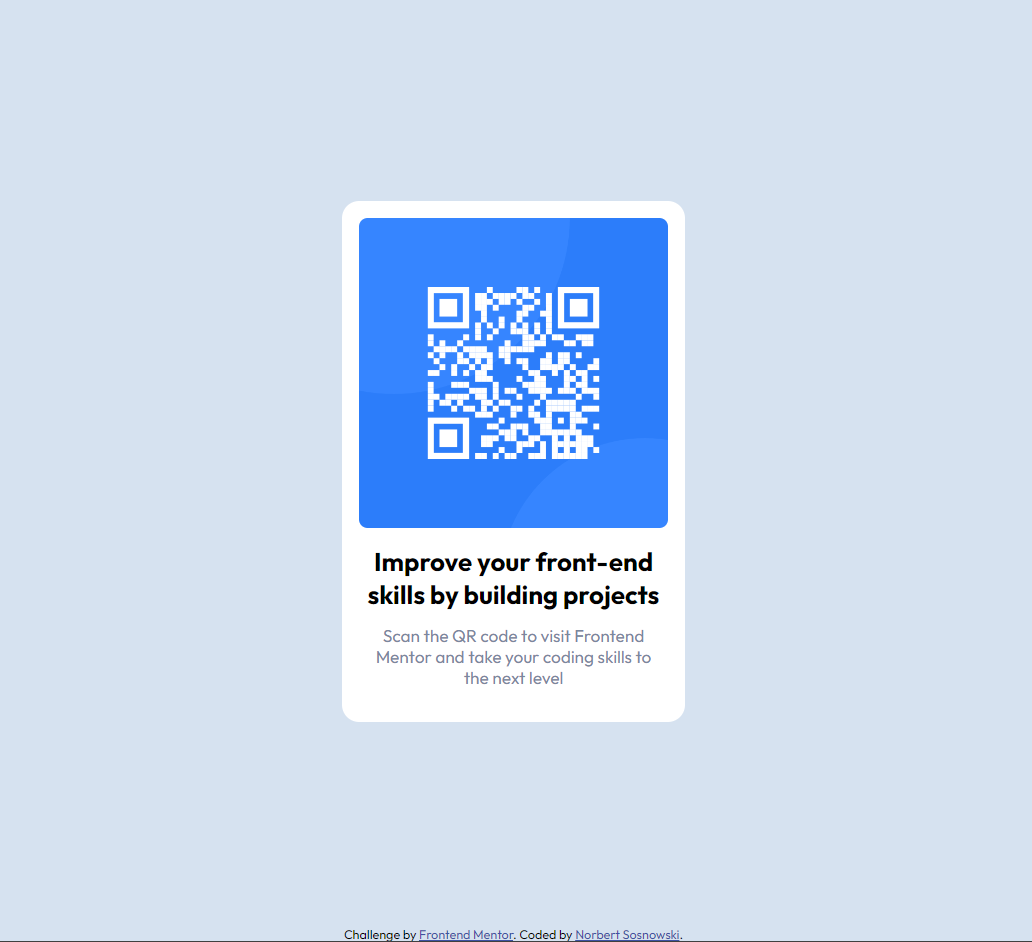 Improve your front-end
skills by building projects
Scan the QR code to visit Frontend
Mentor and take your coding skills to
the next level
Challenge by Frontend Mentor. Coded by Norbert Sosnowski.